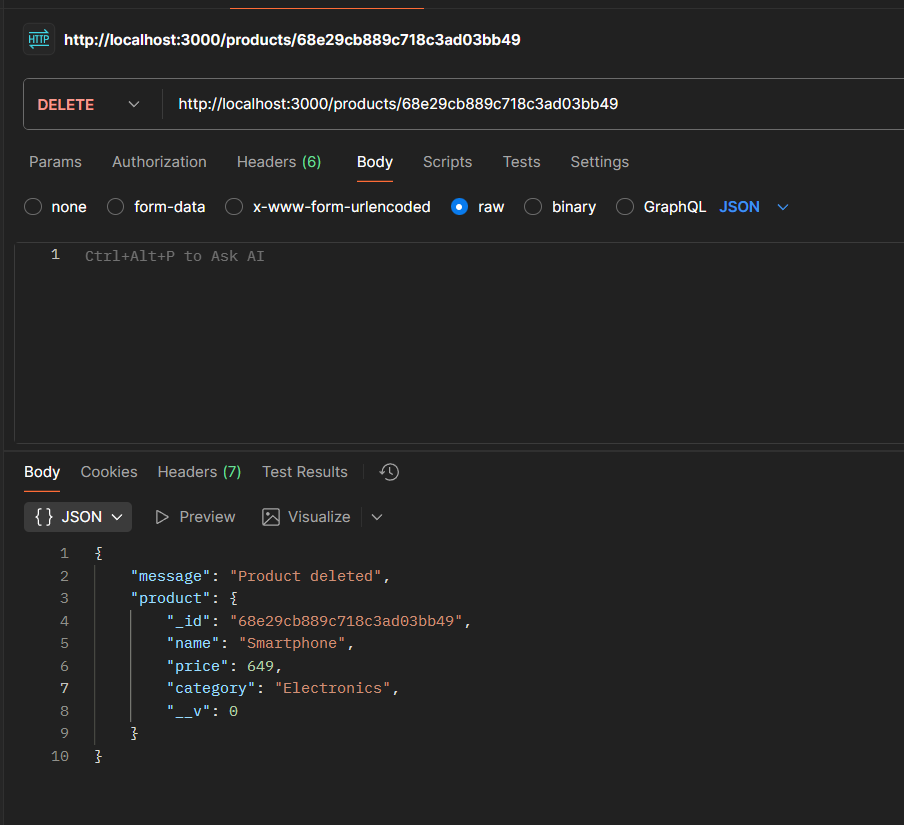 HTTP http://localhost:3000/products/68e29cb889c718c3ad03bb49
DELETE http://localhost:3000/products/68e29cb889c718c3ad03bb49
Params Authorization Headers (6) Body Scripts Tests Settings
none form-data x-www-form-urlencoded raw binary GraphQL JSON
1 Ctrl+Alt+P to Ask AI
Body Cookies Headers (7) Test Results
{} JSON Preview Visualize
1 {
2 "message": "Product deleted",
3 "product": {
4 "_id": "68e29cb889c718c3ad03bb49",
5 "name": "Smartphone",
6 "price": 649,
7 "category": "Electronics",
8 "__v": 0
9 }
10 }